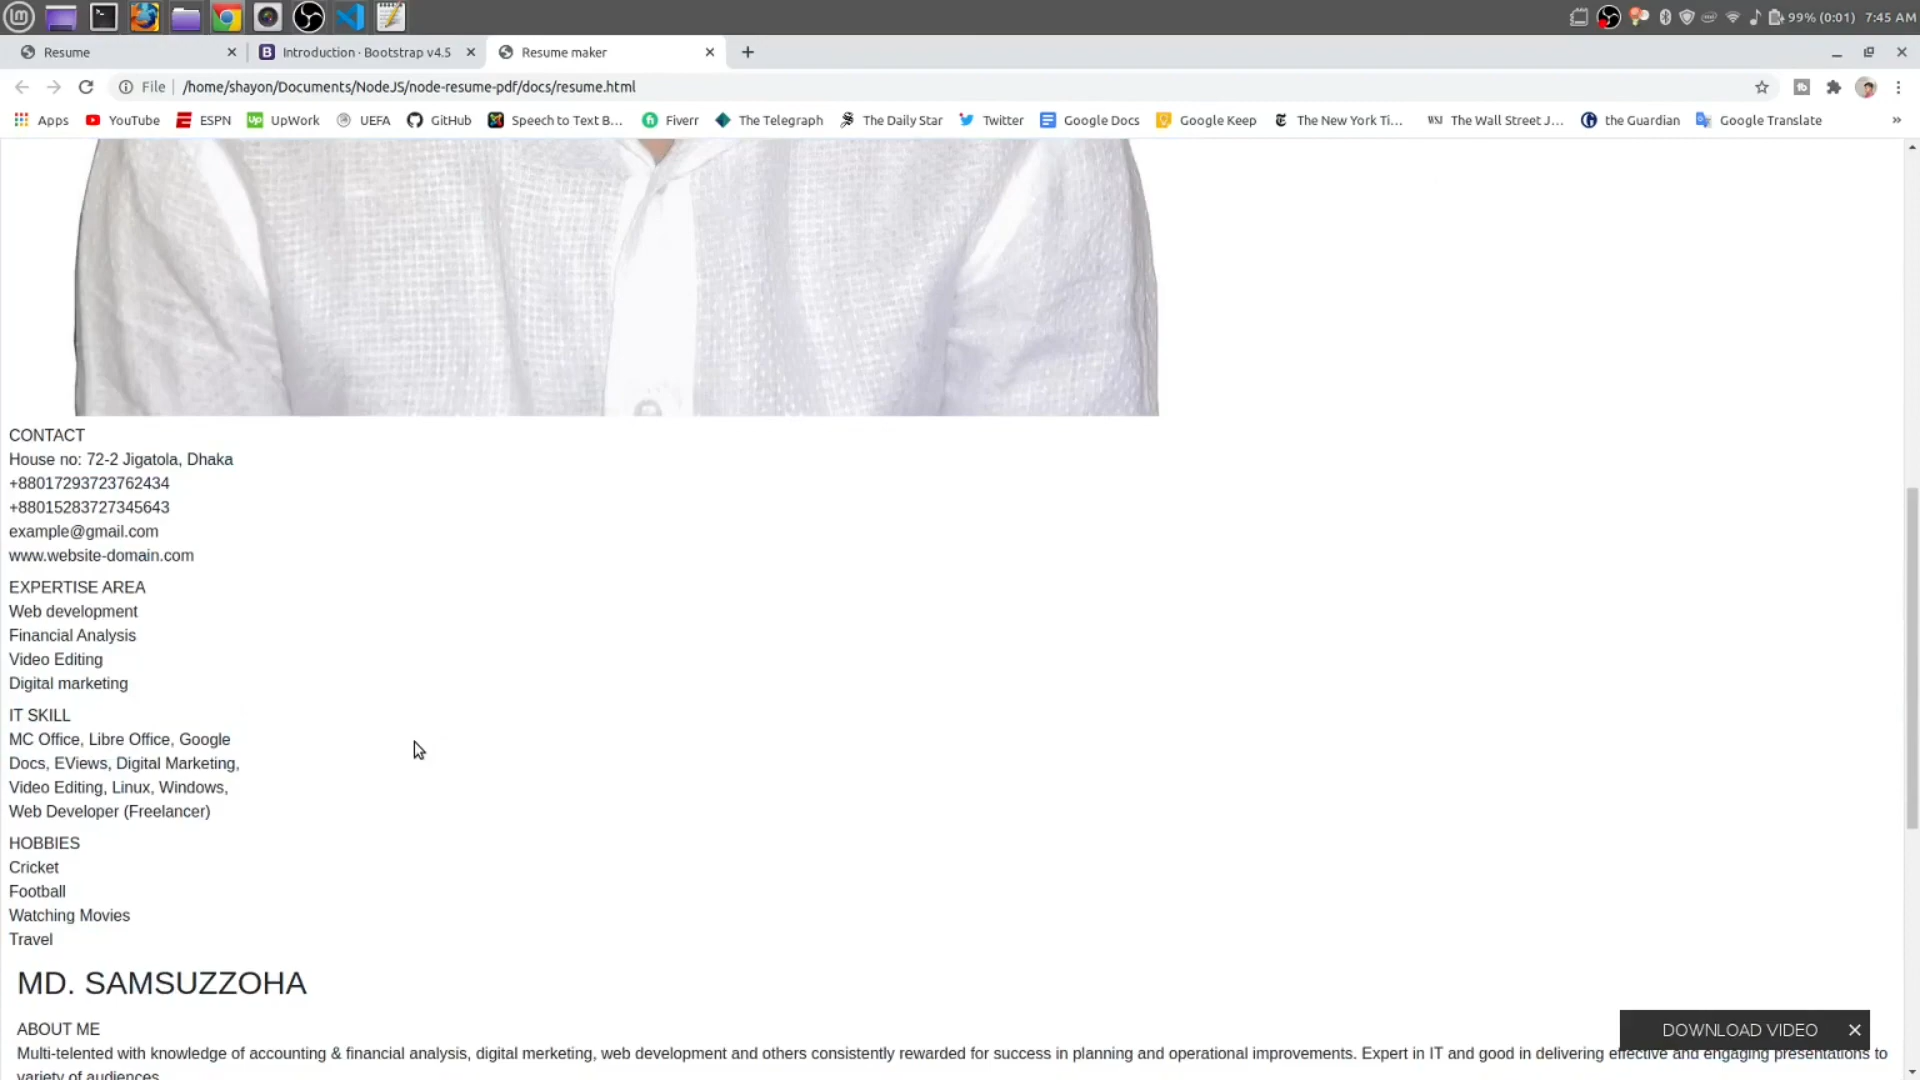 99% (0:01) 7:45 AM
Resume
Introduction · Bootstrap v4.5
Resume maker
File /home/shayon/Documents/NodeJS/node-resume-pdf/docs/resume.html
Apps YouTube ESPN UpWork UEFA GitHub Speech to Text B... Fiverr The Telegraph The Daily Star Twitter Google Docs Google Keep The New York Ti... The Wall Street J... the Guardian Google Translate »
CONTACT
House no: 72-2 Jigatola, Dhaka
+88017293723762434
+88015283727345643
example@gmail.com
www.website-domain.com
EXPERTISE AREA
Web development
Financial Analysis
Video Editing
Digital marketing
IT SKILL
MC Office, Libre Office, Google
Docs, EViews, Digital Marketing,
Video Editing, Linux, Windows,
Web Developer (Freelancer)
HOBBIES
Cricket
Football
Watching Movies
Travel
MD. SAMSUZZOHA
ABOUT ME
DOWNLOAD VIDEO
Multi-telented with knowledge of accounting & financial analysis, digital merketing, web development and others consistently rewarded for success in planning and operational improvements. Expert in IT and good in delivering effective and engaging presentations to
variety of audiences